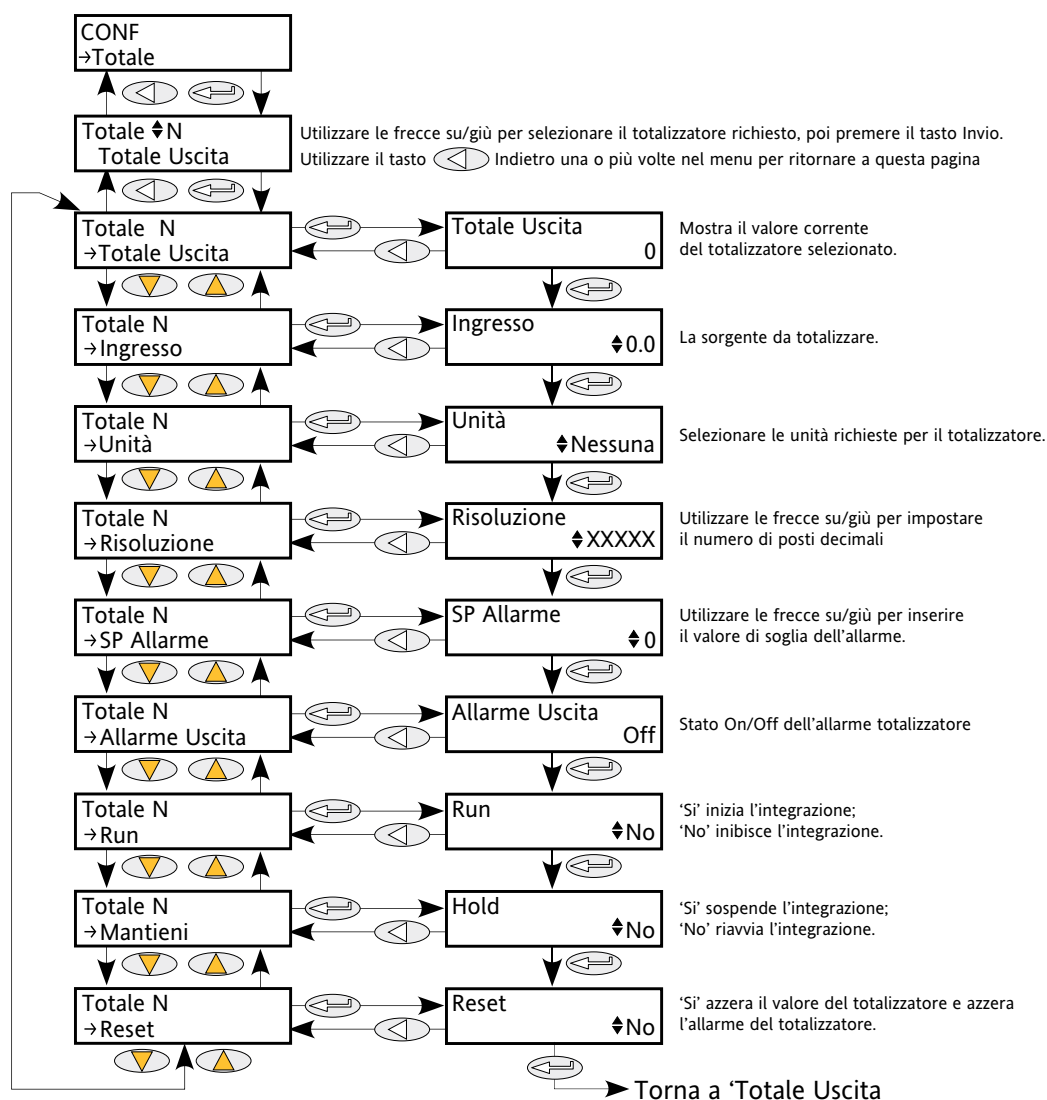 CONF
→Totale
Totale ♦N
Totale Uscita
Utilizzare le frecce su/giù per selezionare il totalizzatore richiesto, poi premere il tasto Invio.
Utilizzare il tasto Indietro una o più volte nel menu per ritornare a questa pagina
Totale N
→Totale Uscita
Totale Uscita
0
Mostra il valore corrente
del totalizzatore selezionato.
Totale N
→Ingresso
Ingresso
♦0.0
La sorgente da totalizzare.
Totale N
→Unità
Unità
♦Nessuna
Selezionare le unità richieste per il totalizzatore.
Totale N
→Risoluzione
Risoluzione
♦XXXXX
Utilizzare le frecce su/giù per impostare
il numero di posti decimali
Totale N
→SP Allarme
SP Allarme
♦0
Utilizzare le frecce su/giù per inserire
il valore di soglia dell’allarme.
Totale N
→Allarme Uscita
Allarme Uscita
Off
Stato On/Off dell’allarme totalizzatore
Totale N
→Run
Run
♦No
‘Si’ inizia l’integrazione;
‘No’ inibisce l’integrazione.
Totale N
→Mantieni
Hold
♦No
‘Si’ sospende l’integrazione;
‘No’ riavvia l’integrazione.
Totale N
→Reset
Reset
♦No
‘Si’ azzera il valore del totalizzatore e azzera
l’allarme del totalizzatore.
Torna a ‘Totale Uscita